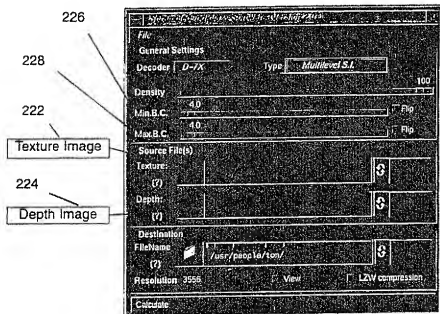 226
228
222
Texture Image
224
Depth Image
File
General Settings
Decoder D-7X Type Multilevel S.I.
100
Density
4.0
Min.B.C. Flip
4.0
Max.B.C. Flip
Source File(s)
Texture:
(?)
Depth:
(?)
Destination
FileName
/usr/people/tom/
(?)
Resolution 3556 View LZW compression
Calculate